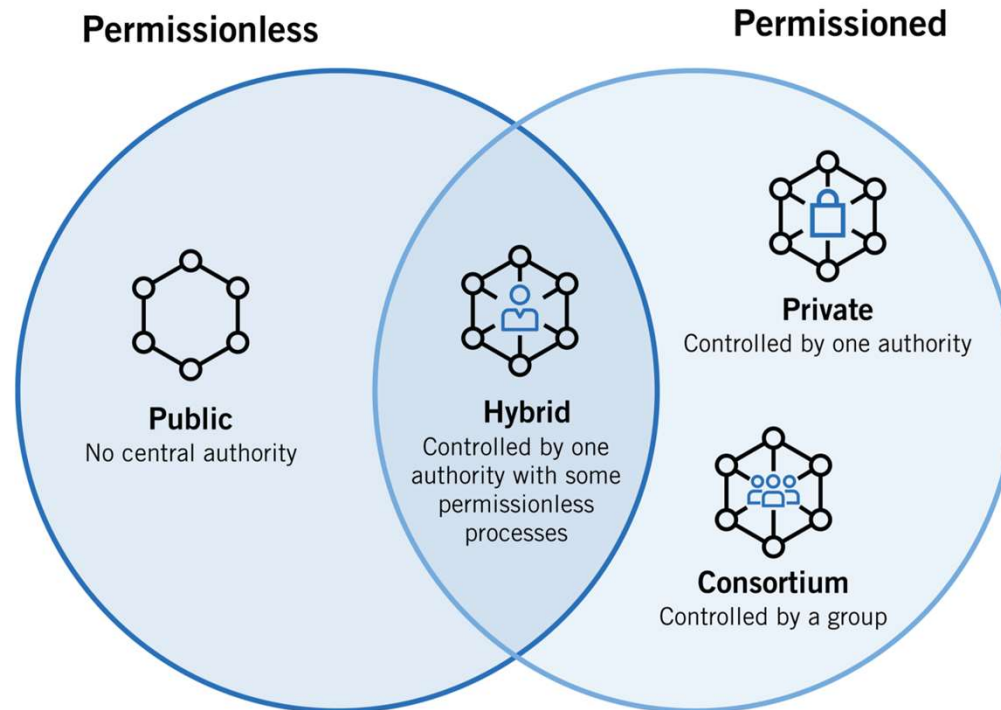 Permissionless
Permissioned
Public
No central authority
Hybrid
Controlled by one
authority with some
permissionless
processes
Private
Controlled by one authority
Consortium
Controlled by a group